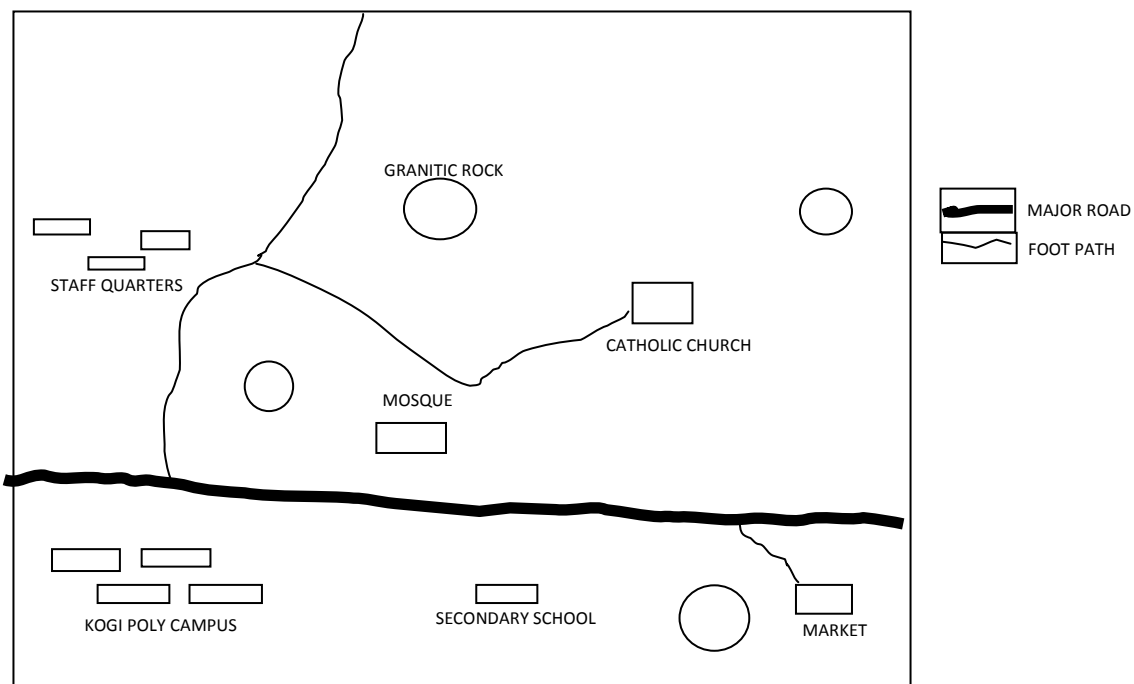 GRANITIC ROCK
MAJOR ROAD
FOOT PATH
STAFF QUARTERS
CATHOLIC CHURCH
MOSQUE
SECONDARY SCHOOL
KOGI POLY CAMPUS
MARKET